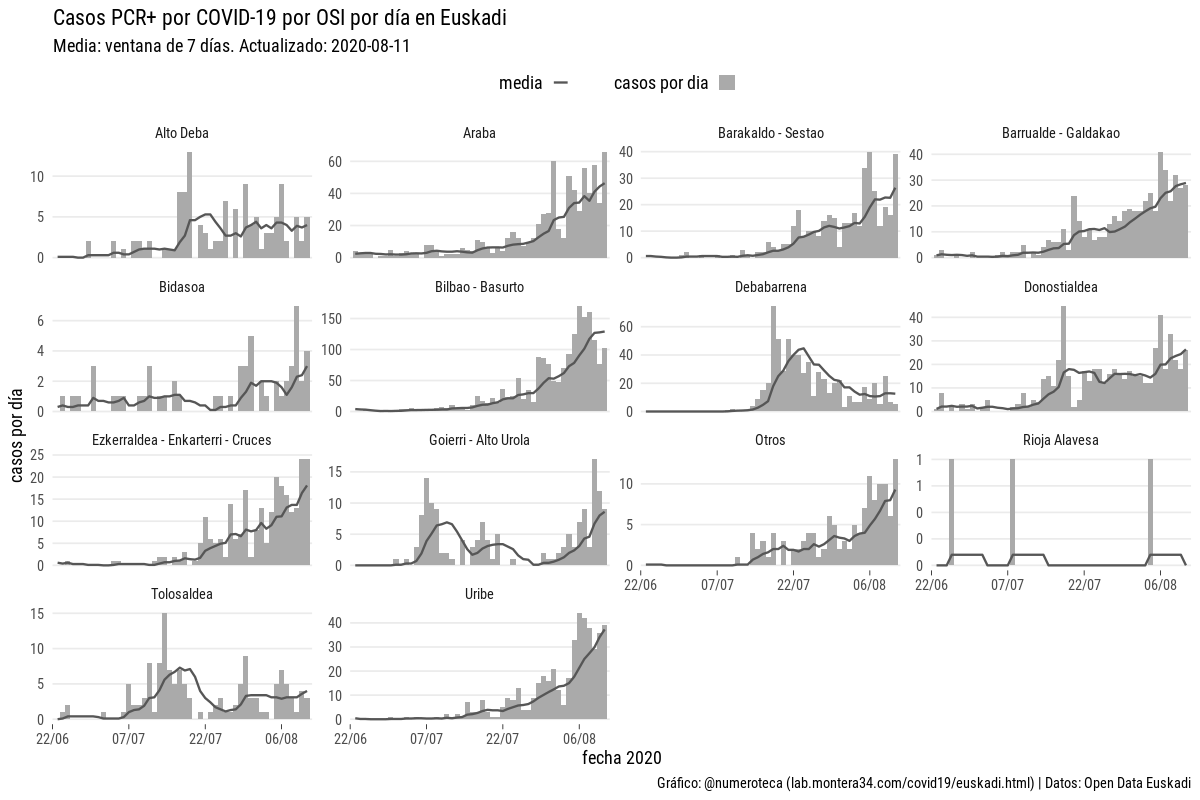 Casos PCR+ por COVID-19 por OSI por día en Euskadi
Media: ventana de 7 días. Actualizado: 2020-08-11
media casos por dia
casos por día
Alto Deba
10
5
0
Araba
60
40
20
0
Barakaldo - Sestao
40
30
20
10
0
Barrualde - Galdakao
40
30
20
10
0
Bidasoa
6
4
2
0
Bilbao - Basurto
150
100
50
0
Debabarrena
60
40
20
0
Donostialdea
40
30
20
10
0
Ezkerraldea - Enkarterri - Cruces
25
20
15
10
5
0
Goierri - Alto Urola
15
10
5
0
Otros
10
5
0
22/06 07/07 22/07 06/08
Rioja Alavesa
1
1
0
0
0
22/06 07/07 22/07 06/08
Tolosaldea
15
10
5
0
22/06 07/07 22/07 06/08
Uribe
40
30
20
10
0
22/06 07/07 22/07 06/08
fecha 2020
Gráfico: @numeroteca (lab.montera34.com/covid19/euskadi.html) | Datos: Open Data Euskadi